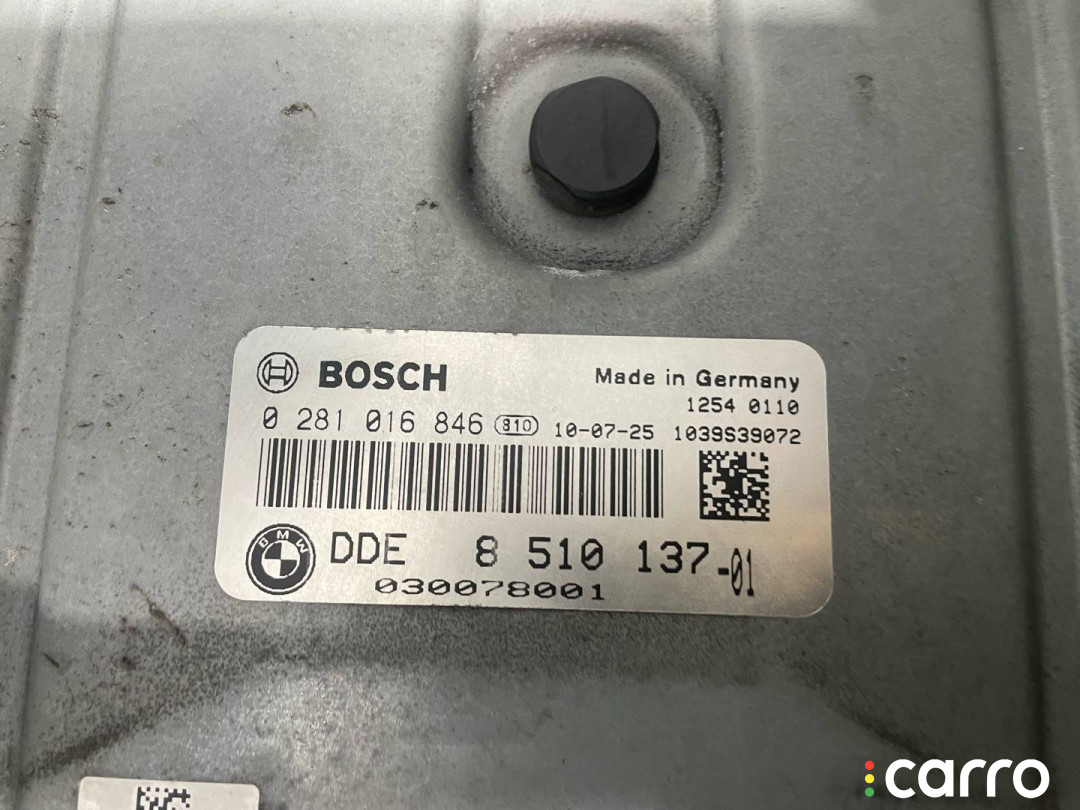 BOSCH
Made in Germany
1254 0110
0 281 016 846 810 10-07-25 1039S39072
BMW
DDE 8 510 137-01
030078001
carro